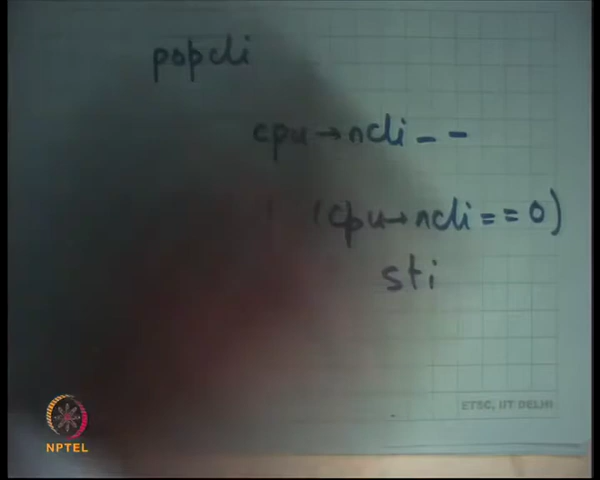 popcli
cpu→ncli--
(cpu→ncli==0)
sti
ETSC, IIT DELHI
NPTEL